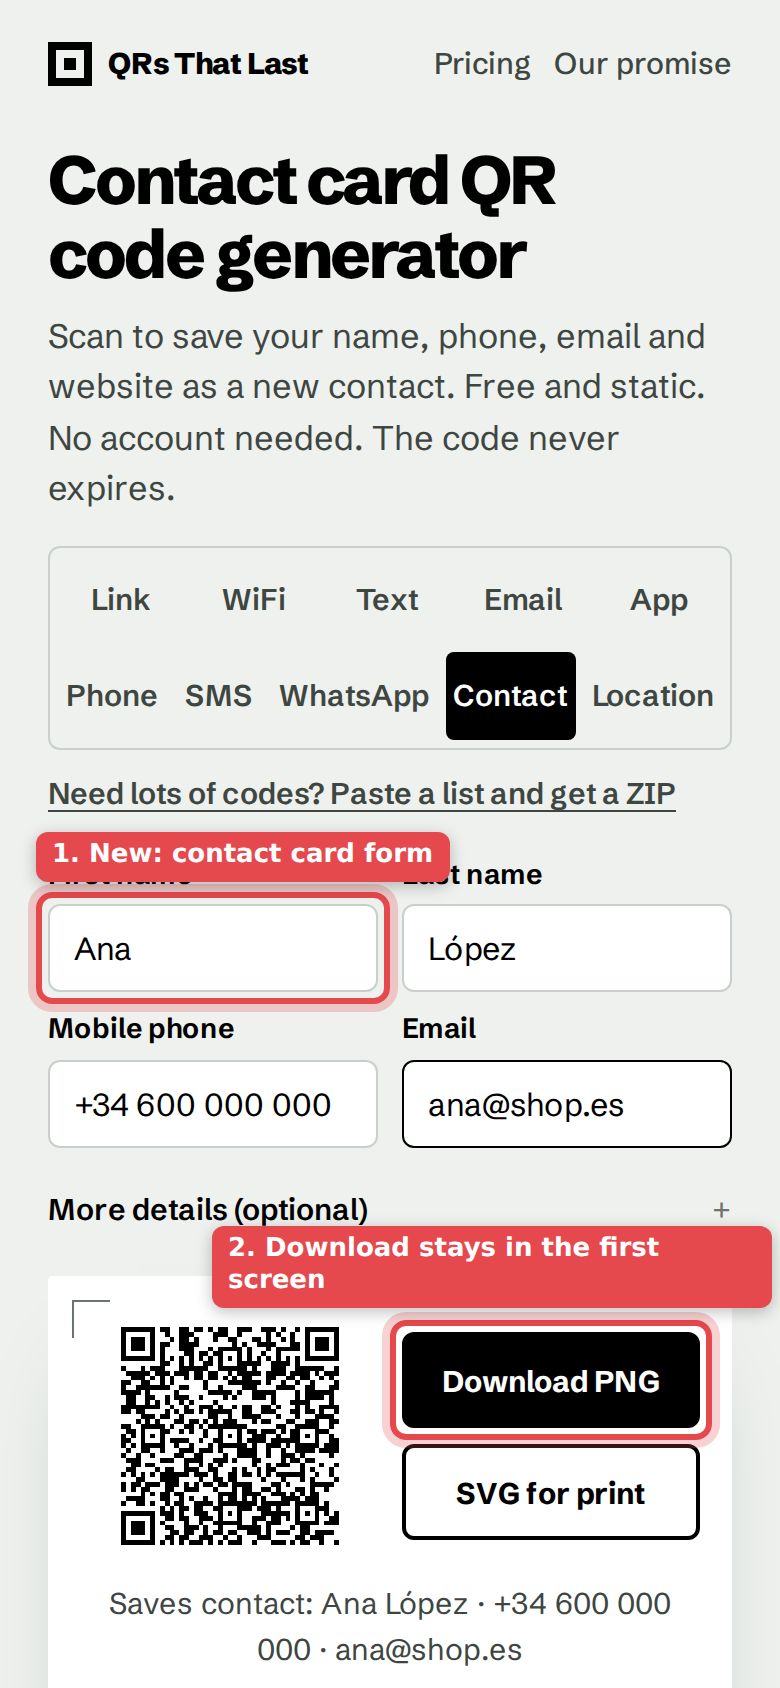 QRs That Last
Pricing
Our promise
Contact card QR
code generator
Scan to save your name, phone, email and
website as a new contact. Free and static.
No account needed. The code never
expires.
Link
WiFi
Text
Email
App
Phone
SMS
WhatsApp
Contact
Location
Need lots of codes? Paste a list and get a ZIP
1. New: contact card form
First name
Last name
Ana
López
Mobile phone
Email
+34 600 000 000
ana@shop.es
More details (optional)
+
2. Download stays in the first
screen
Download PNG
SVG for print
Saves contact: Ana López · +34 600 000
000 · ana@shop.es